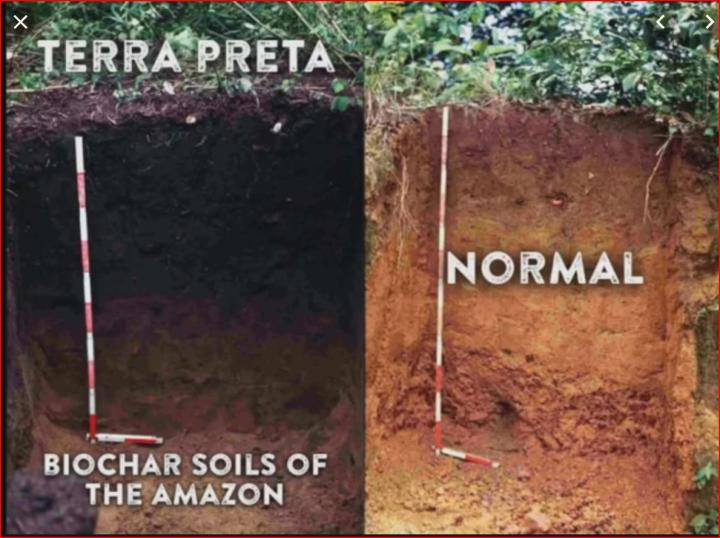 TERRA PRETA
BIOCHAR SOILS OF
THE AMAZON
NORMAL